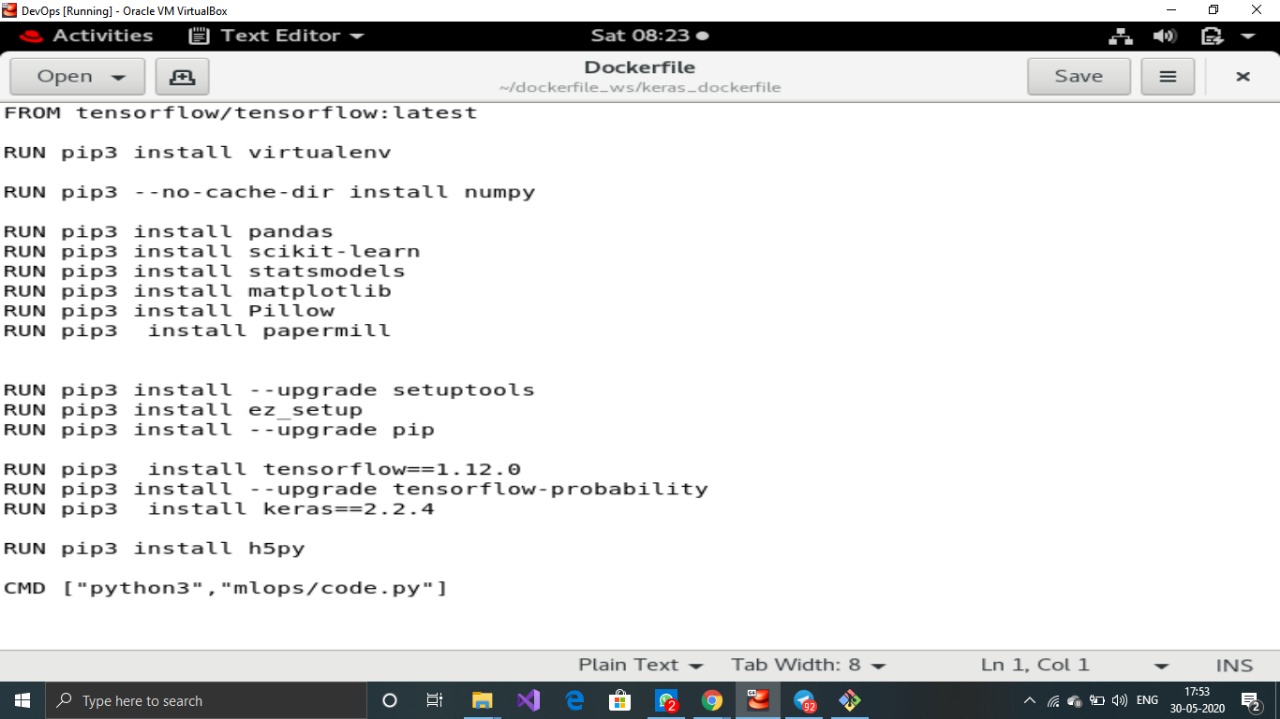 DevOps [Running] - Oracle VM VirtualBox
Activities Text Editor Sat 08:23
Open Dockerfile Save
~/dockerfile_ws/keras_dockerfile
FROM tensorflow/tensorflow:latest
RUN pip3 install virtualenv
RUN pip3 --no-cache-dir install numpy
RUN pip3 install pandas
RUN pip3 install scikit-learn
RUN pip3 install statsmodels
RUN pip3 install matplotlib
RUN pip3 install Pillow
RUN pip3  install papermill
RUN pip3 install --upgrade setuptools
RUN pip3 install ez_setup
RUN pip3 install --upgrade pip
RUN pip3  install tensorflow==1.12.0
RUN pip3 install --upgrade tensorflow-probability
RUN pip3  install keras==2.2.4
RUN pip3 install h5py
CMD ["python3","mlops/code.py"]
Plain Text Tab Width: 8 Ln 1, Col 1 INS
Type here to search 2 92 ENG 17:53
30-05-2020 2